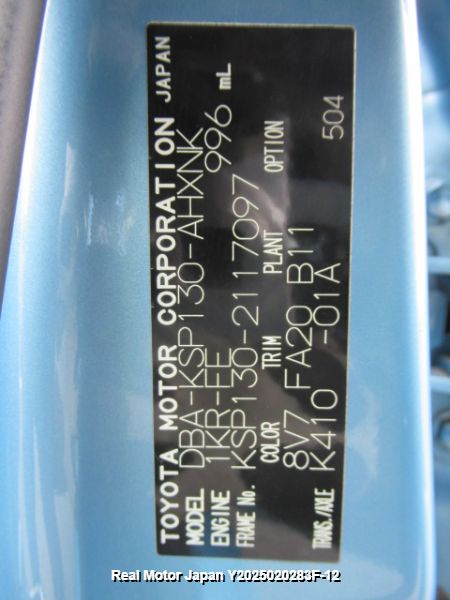 TOYOTA MOTOR CORPORATION JAPAN
MODEL DBA-KSP130-AHXNK
ENGINE 1KR-FE 996 mL
FRAME No. KSP130-2117097
COLOR TRIM PLANT OPTION
8V7 FA20 B11
TRANS./AXLE K410 -01A 504
Real Motor Japan Y2025020283F-12